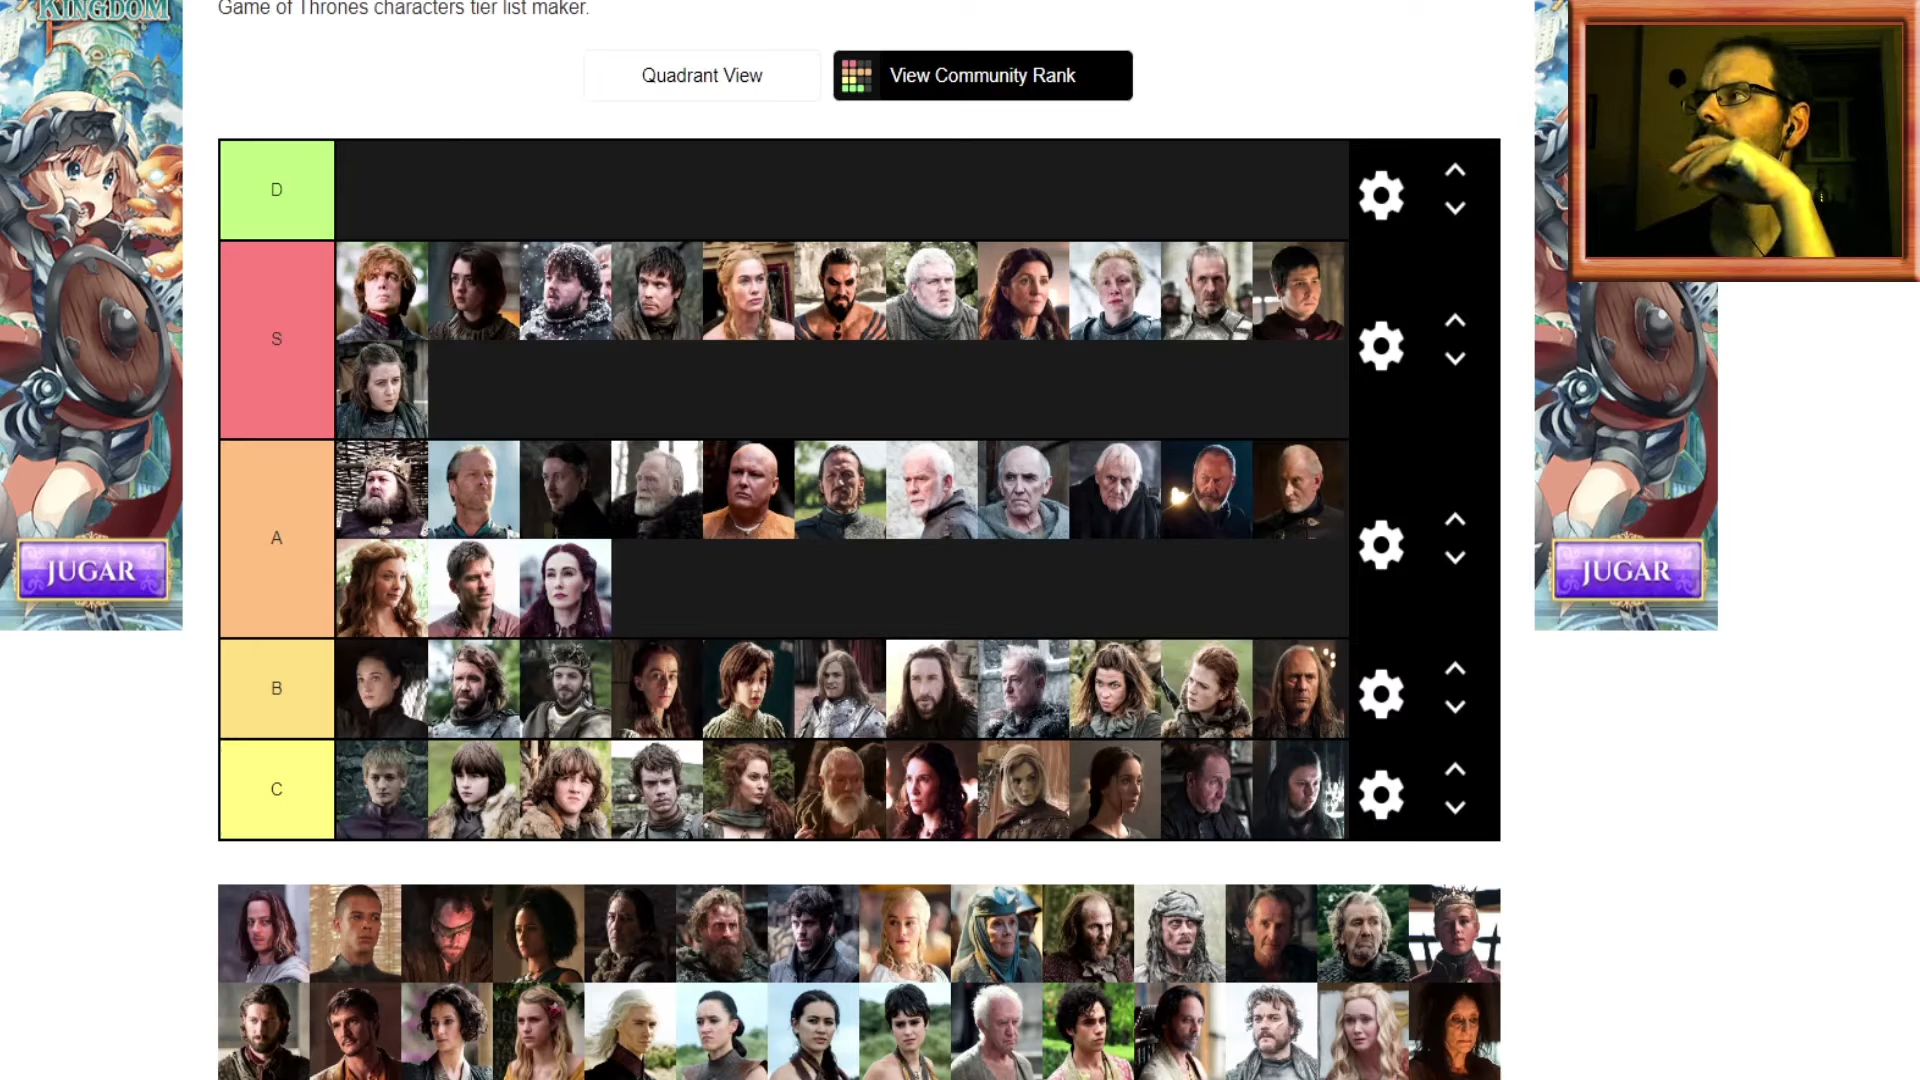 KINGDOM
Game of Thrones characters tier list maker.
Quadrant View
View Community Rank
D
S
A
B
C
JUGAR
JUGAR